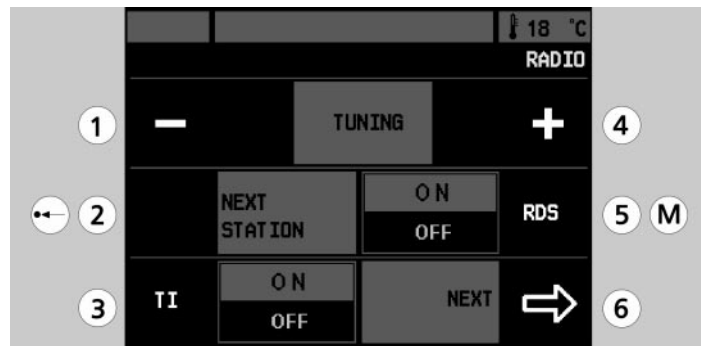 18 °C
RADIO
1 − TUNING + 4
2 NEXT STATION ON OFF RDS 5 M
3 TI ON OFF NEXT 6